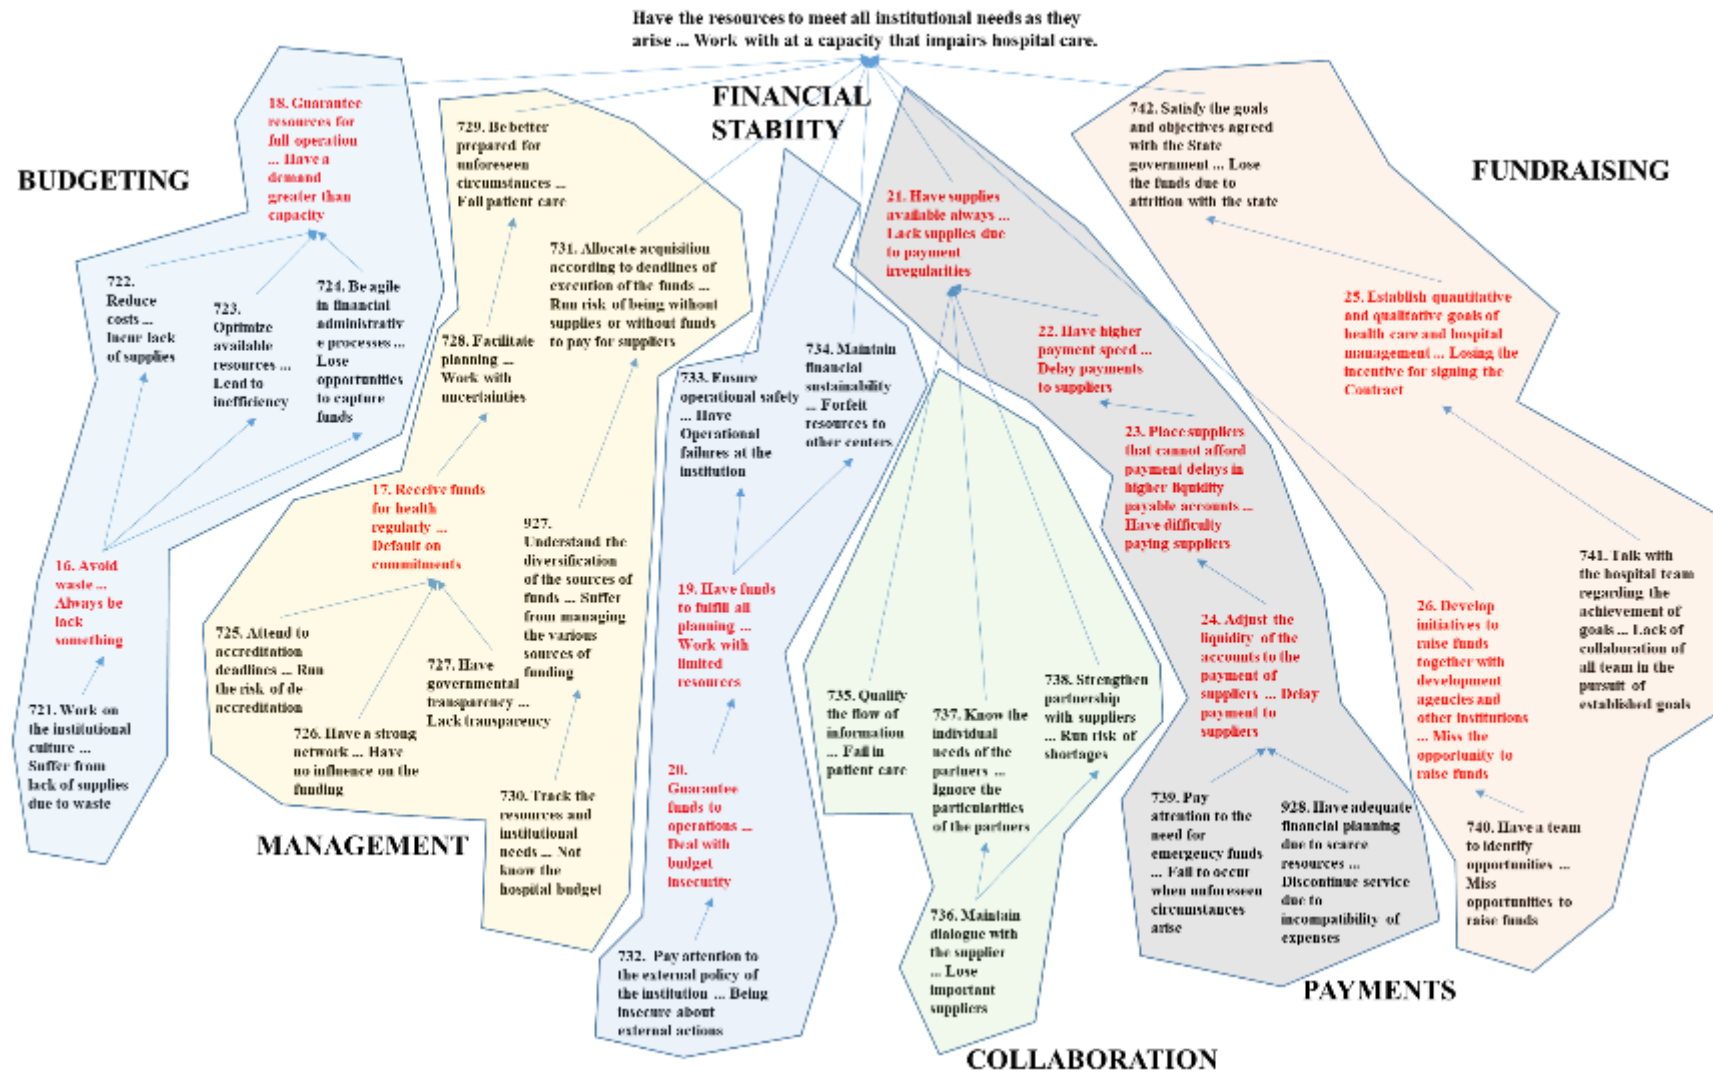 Have the resources to meet all institutional needs as they
arise ... Work with at a capacity that impairs hospital care.
BUDGETING
18. Guarantee
resources for
full operation
... Have a
demand
greater than
capacity
722.
Reduce
costs ...
Incur lack
of supplies
723.
Optimize
available
resources ...
Lead to
inefficiency
724. Be agile
in financial
administrativ
e processes ...
Lose
opportunities
to capture
funds
16. Avoid
waste ...
Always be
lack
something
721. Work on
the institutional
culture ...
Suffer from
lack of supplies
due to waste
MANAGEMENT
729. Be better
prepared for
unforeseen
circumstances ...
Fail patient care
731. Allocate acquisition
according to deadlines of
execution of the funds ...
Run risk of being without
supplies or without funds
to pay for suppliers
728. Facilitate
planning ...
Work with
uncertainties
17. Receive funds
for health
regularly ...
Default on
commitments
927.
Understand the
diversification
of the sources of
funds ... Suffer
from managing
the various
sources of
funding
725. Attend to
accreditation
deadlines ... Run
the risk of de
accreditation
727. Have
governmental
transparency ...
Lack transparency
726. Have a strong
network ... Have
no influence on the
funding
730. Track the
resources and
institutional
needs ... Not
know the
hospital budget
FINANCIAL
STABIITY
733. Ensure
operational safety
... Have
Operational
failures at the
institution
734. Maintain
financial
sustainability
... Forfeit
resources to
other centers
19. Have funds
to fulfill all
planning ...
Work with
limited
resources
20.
Guarantee
funds to
operations ...
Deal with
budget
insecurity
732. Pay attention to
the external policy of
the institution ... Being
insecure about
external actions
21. Have supplies
available always ...
Lack supplies due
to payment
irregularities
22. Have higher
payment speed ...
Delay payments
to suppliers
23. Place suppliers
that cannot afford
payment delays in
higher liquidity
payable accounts ...
Have difficulty
paying suppliers
24. Adjust the
liquidity of the
accounts to the
payment of
suppliers ... Delay
payment to
suppliers
739. Pay
attention to the
need for
emergency funds
... Fail to occur
when unforeseen
circumstances
arise
928. Have adequate
financial planning
due to scarce
resources ...
Discontinue service
due to
incompatibility of
expenses
PAYMENTS
735. Qualify
the flow of
information
... Fail in
patient care
737. Know the
individual
needs of the
partners ...
Ignore the
particularities
of the partners
738. Strengthen
partnership
with suppliers
... Run risk of
shortages
736. Maintain
dialogue with
the supplier
... Lose
important
suppliers
COLLABORATION
FUNDRAISING
742. Satisfy the goals
and objectives agreed
with the State
government ... Lose
the funds due to
attrition with the state
25. Establish quantitative
and qualitative goals of
health care and hospital
management ... Losing the
incentive for signing the
Contract
741. Talk with
the hospital team
regarding the
achievement of
goals ... Lack of
collaboration of
all team in the
pursuit of
established goals
26. Develop
initiatives to
raise funds
together with
development
agencies and
other institutions
... Miss the
opportunity to
raise funds
740. Have a team
to identify
opportunities ...
Miss
opportunities to
raise funds